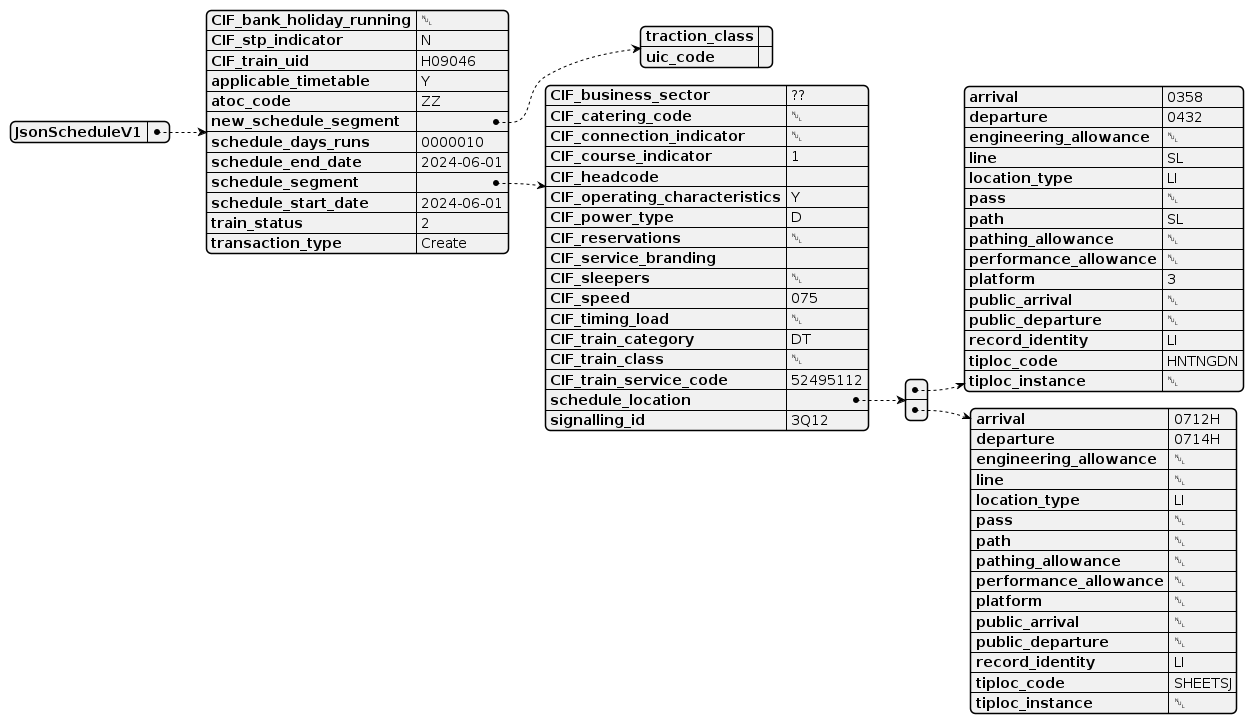 JsonScheduleV1
CIF_bank_holiday_running ␀
CIF_stp_indicator N
CIF_train_uid H09046
applicable_timetable Y
atoc_code ZZ
new_schedule_segment
schedule_days_runs 0000010
schedule_end_date 2024-06-01
schedule_segment
schedule_start_date 2024-06-01
train_status 2
transaction_type Create
traction_class
uic_code
CIF_business_sector ??
CIF_catering_code ␀
CIF_connection_indicator ␀
CIF_course_indicator 1
CIF_headcode
CIF_operating_characteristics Y
CIF_power_type D
CIF_reservations ␀
CIF_service_branding
CIF_sleepers ␀
CIF_speed 075
CIF_timing_load ␀
CIF_train_category DT
CIF_train_class ␀
CIF_train_service_code 52495112
schedule_location
signalling_id 3Q12
arrival 0358
departure 0432
engineering_allowance ␀
line SL
location_type LI
pass ␀
path SL
pathing_allowance ␀
performance_allowance ␀
platform 3
public_arrival ␀
public_departure ␀
record_identity LI
tiploc_code HNTNGDN
tiploc_instance ␀
arrival 0712H
departure 0714H
engineering_allowance ␀
line ␀
location_type LI
pass ␀
path ␀
pathing_allowance ␀
performance_allowance ␀
platform ␀
public_arrival ␀
public_departure ␀
record_identity LI
tiploc_code SHEETSJ
tiploc_instance ␀